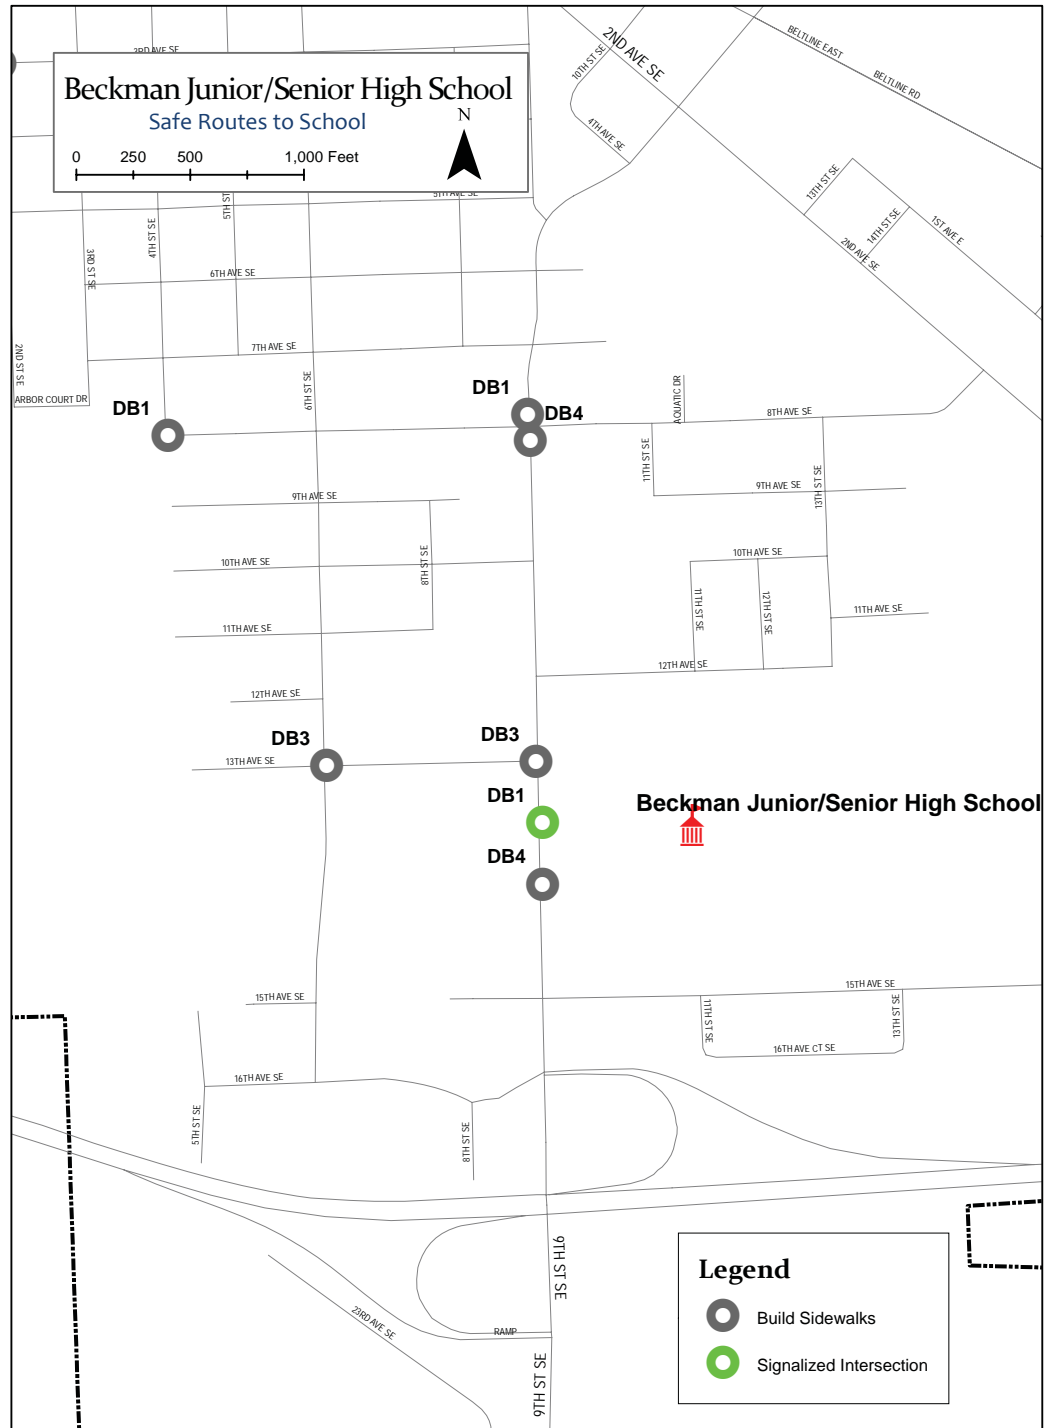 BELTLINE EAST
BELTLINE RD
2ND AVE SE
10TH ST SE
4TH AVE SE
Beckman Junior/Senior High School
Safe Routes to School
N
0 250 500 1,000 Feet
5TH ST
4TH ST SE
3RD ST SE
13TH ST SE
14TH ST SE
1ST AVE E
2ND AVE SE
6TH AVE SE
7TH AVE SE
2ND ST SE
ARBOR COURT DR
6TH ST SE
DB1
DB1
DB4
AQUATIC DR
8TH AVE SE
11TH ST SE
9TH AVE SE
13TH ST SE
9TH AVE SE
10TH AVE SE
8TH ST SE
10TH AVE SE
11TH ST SE
12TH ST SE
11TH AVE SE
11TH AVE SE
12TH AVE SE
12TH AVE SE
DB3
DB3
13TH AVE SE
DB1
Beckman Junior/Senior High School
DB4
15TH AVE SE
15TH AVE SE
11TH ST SE
13TH ST SE
16TH AVE CT SE
16TH AVE SE
5TH ST SE
8TH ST SE
9TH ST SE
23RD AVE SE
RAMP
9TH ST SE
Legend
Build Sidewalks
Signalized Intersection